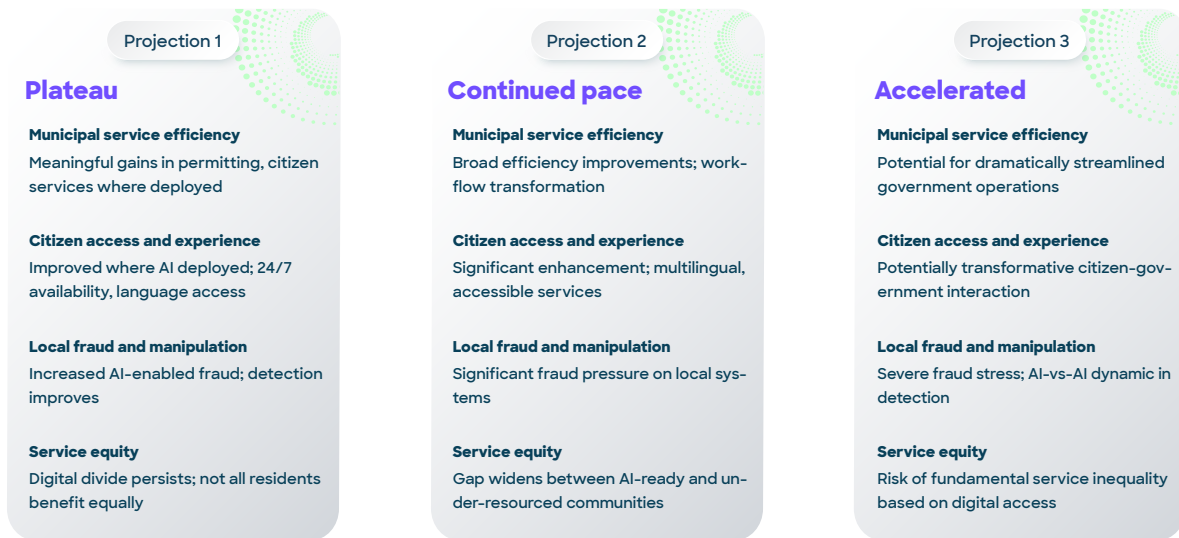 Projection 1
Plateau
Municipal service efficiency
Meaningful gains in permitting, citizen
services where deployed
Citizen access and experience
Improved where AI deployed; 24/7
availability, language access
Local fraud and manipulation
Increased AI-enabled fraud; detection
improves
Service equity
Digital divide persists; not all residents
benefit equally
Projection 2
Continued pace
Municipal service efficiency
Broad efficiency improvements; work-
flow transformation
Citizen access and experience
Significant enhancement; multilingual,
accessible services
Local fraud and manipulation
Significant fraud pressure on local sys-
tems
Service equity
Gap widens between AI-ready and un-
der-resourced communities
Projection 3
Accelerated
Municipal service efficiency
Potential for dramatically streamlined
government operations
Citizen access and experience
Potentially transformative citizen-gov-
ernment interaction
Local fraud and manipulation
Severe fraud stress; AI-vs-AI dynamic in
detection
Service equity
Risk of fundamental service inequality
based on digital access